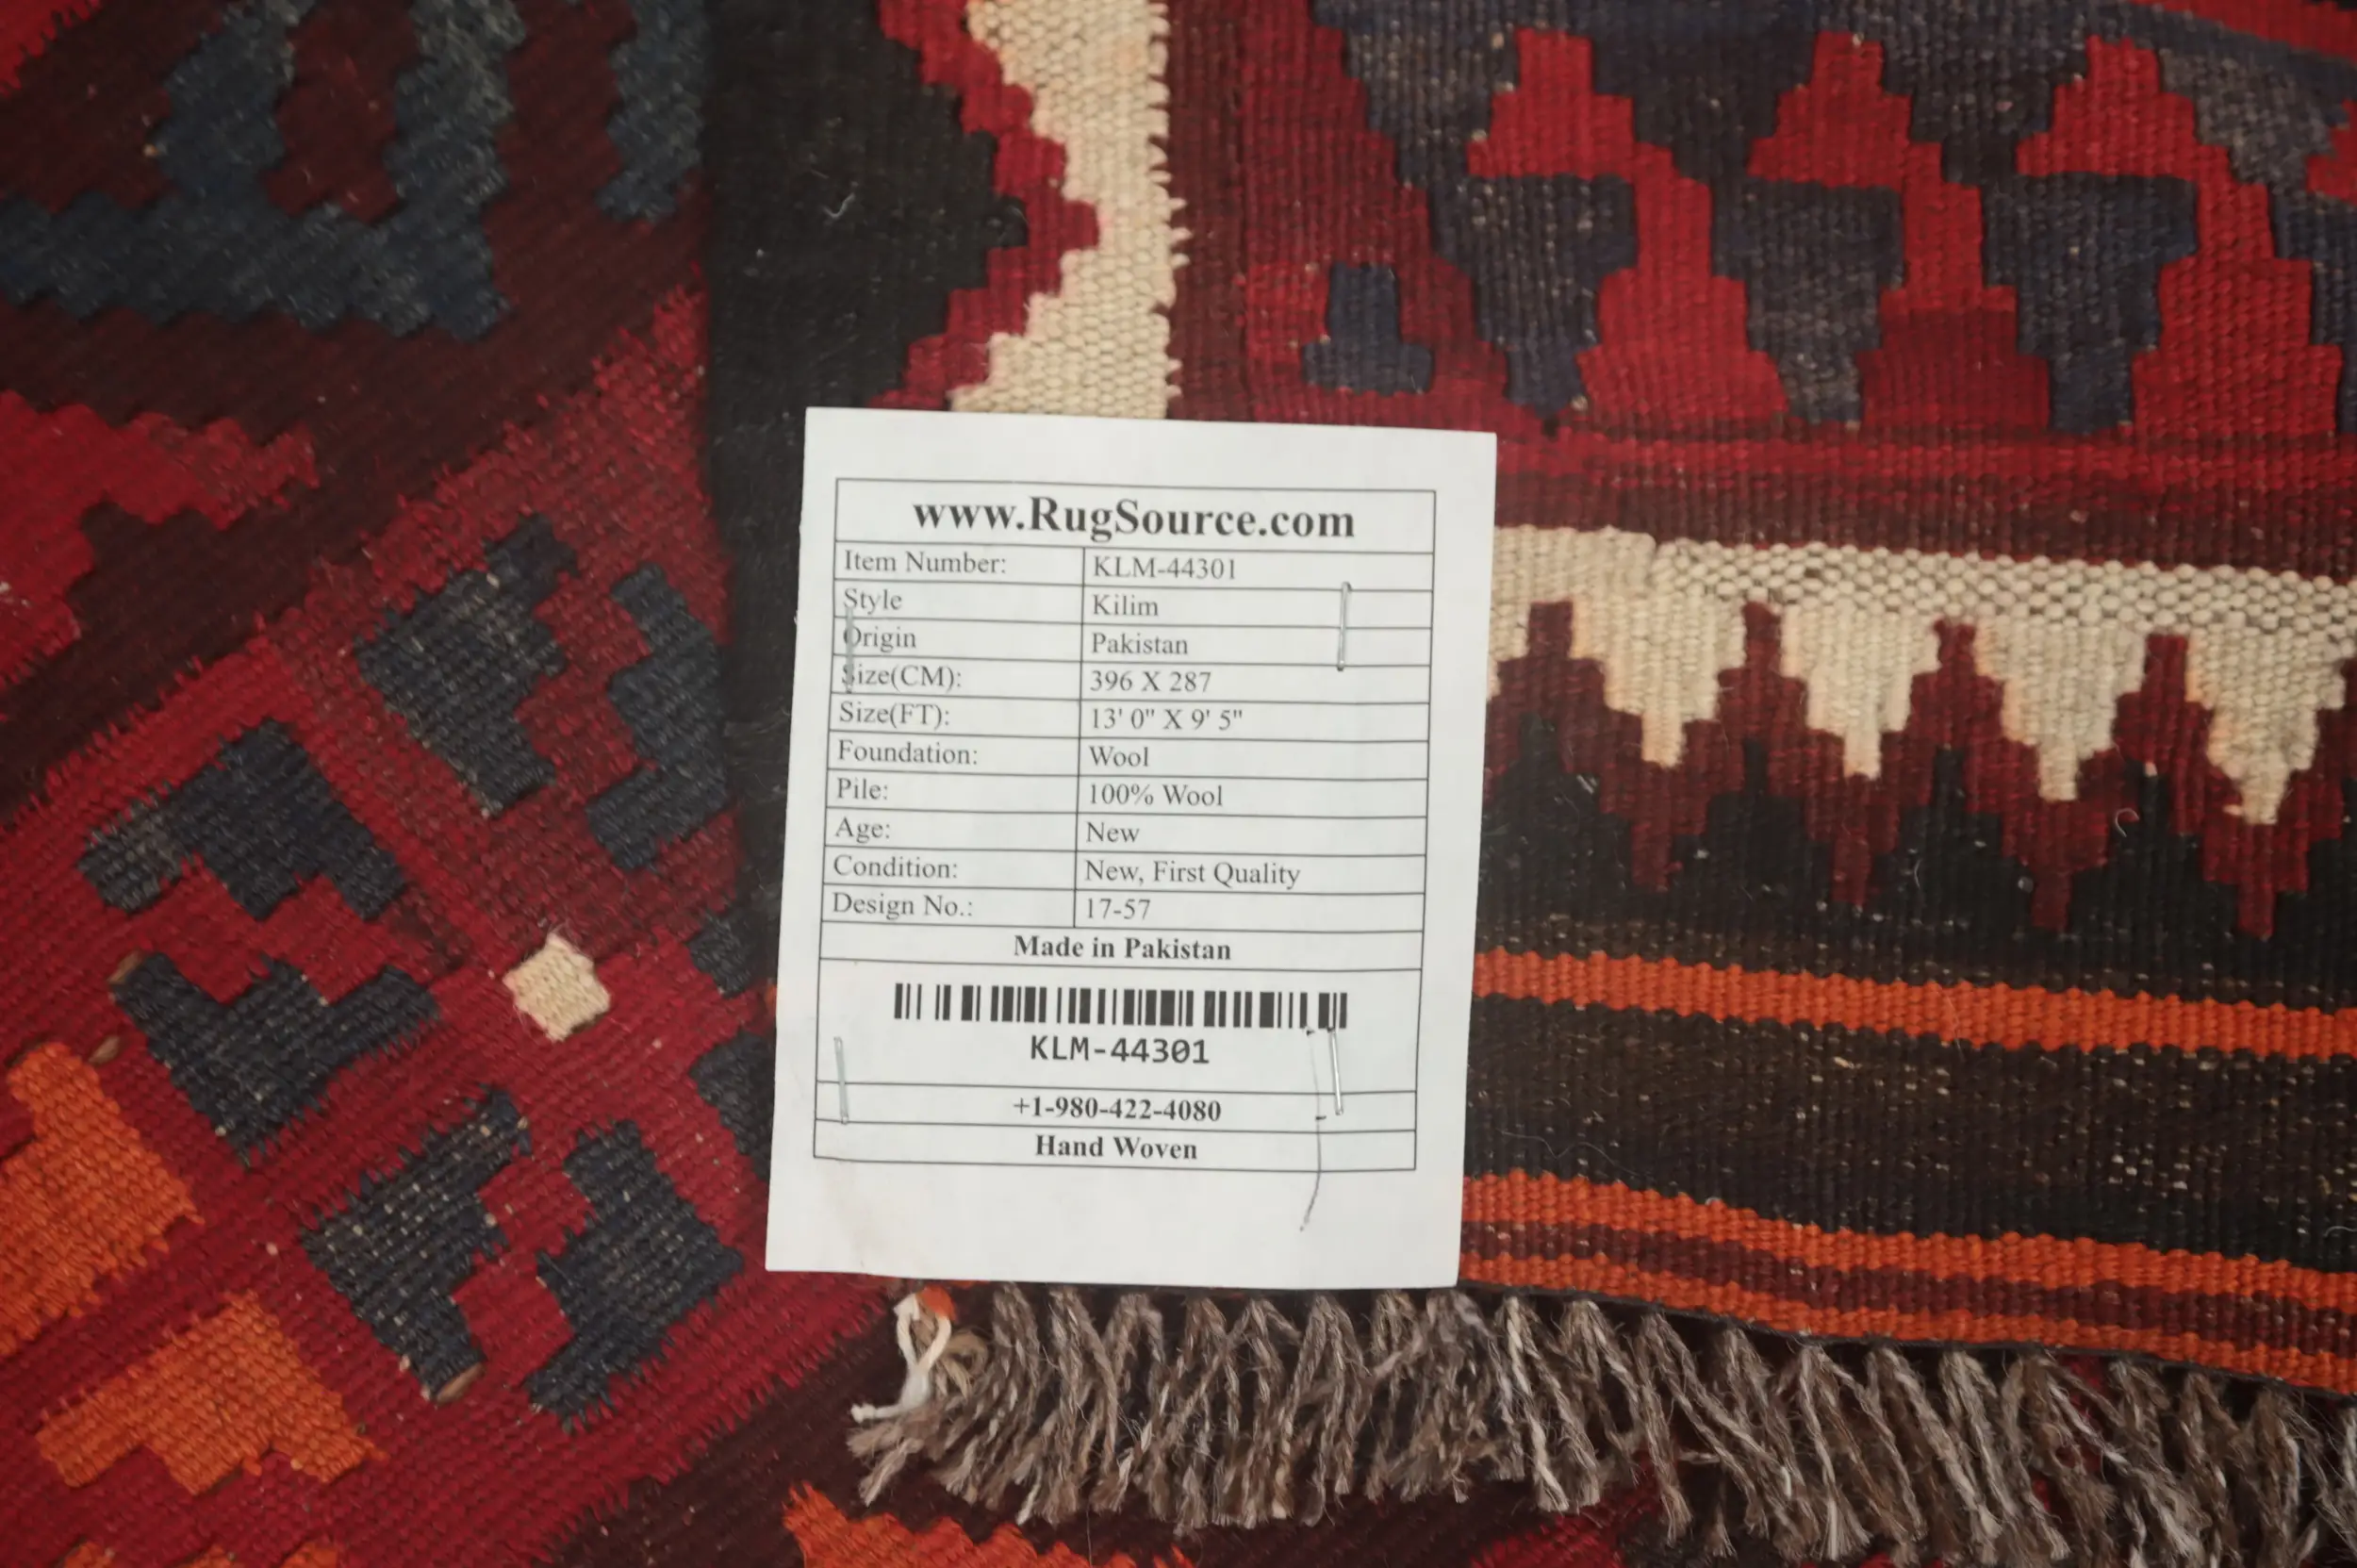 www.RugSource.com
Item Number: KLM-44301
Style Kilim
Origin Pakistan
Size(CM): 396 X 287
Size(FT): 13' 0" X 9' 5"
Foundation: Wool
Pile: 100% Wool
Age: New
Condition: New, First Quality
Design No.: 17-57
Made in Pakistan
KLM-44301
+1-980-422-4080
Hand Woven